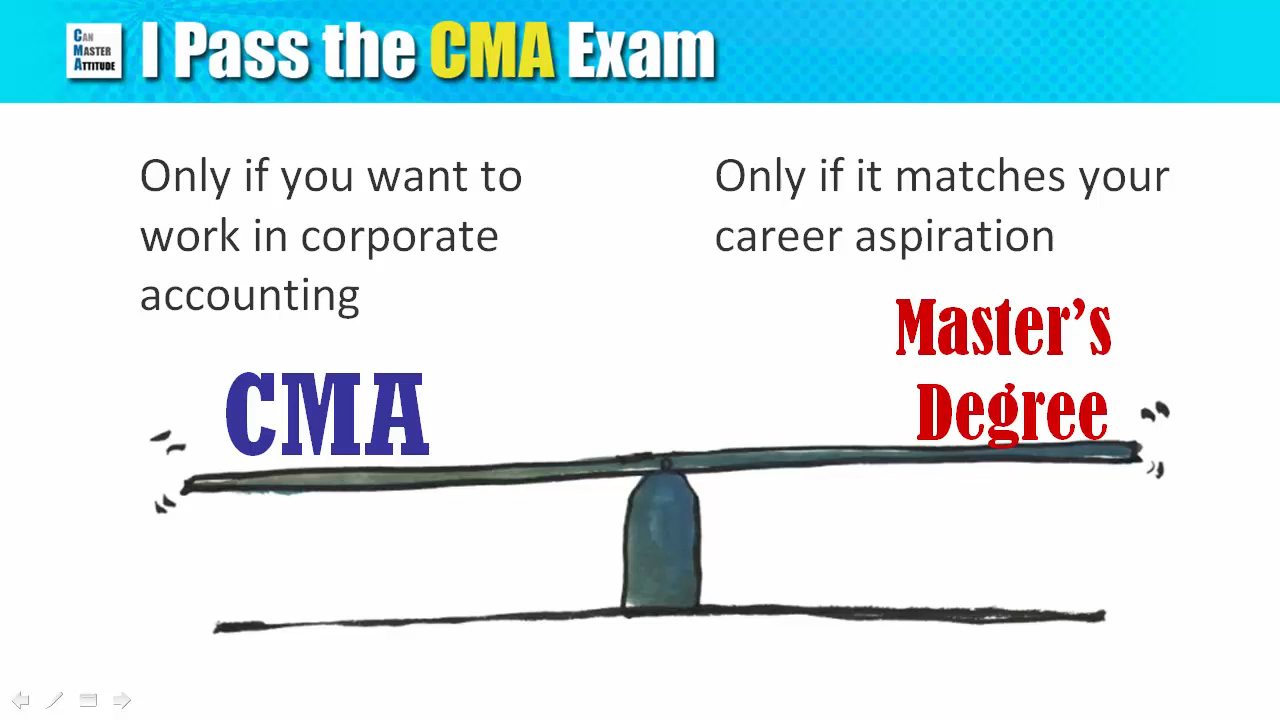 CAN
MASTER
ATTITUDE
I Pass the CMA Exam
Only if you want to
work in corporate
accounting
Only if it matches your
career aspiration
CMA
Master’s
Degree